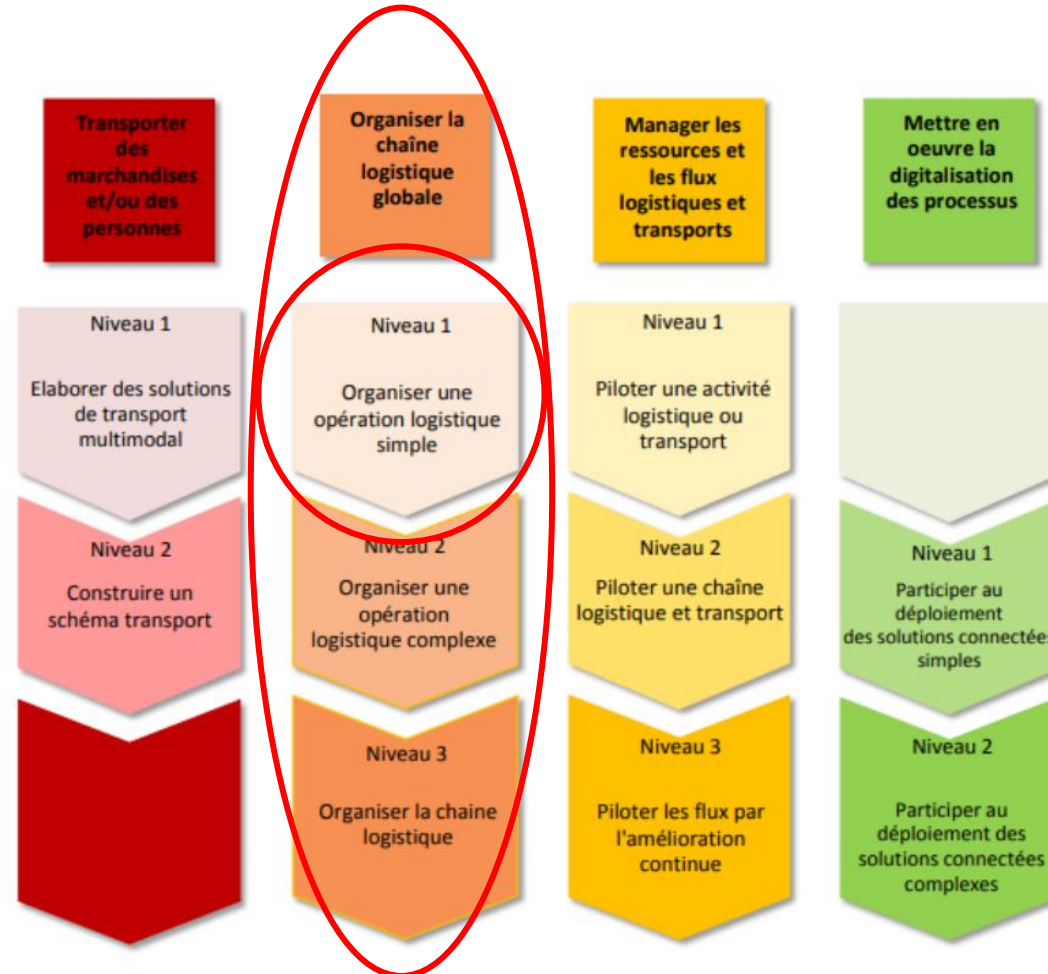 Transporter
des
marchandises
et/ou des
personnes
Organiser la
chaîne
logistique
globale
Manager les
ressources et
les flux
logistiques et
transports
Mettre en
oeuvre la
digitalisation
des processus
Niveau 1
Elaborer des solutions
de transport
multimodal
Niveau 1
Organiser une
opération logistique
simple
Niveau 1
Piloter une activité
logistique ou
transport
Niveau 2
Construire un
schéma transport
Niveau 2
Organiser une
opération
logistique complexe
Niveau 2
Piloter une chaîne
logistique et transport
Niveau 1
Participer au
déploiement
des solutions connectée
simples
Niveau 3
Organiser la chaine
logistique
Niveau 3
Piloter les flux par
l'amélioration
continue
Niveau 2
Participer au
déploiement des
solutions connectées
complexes